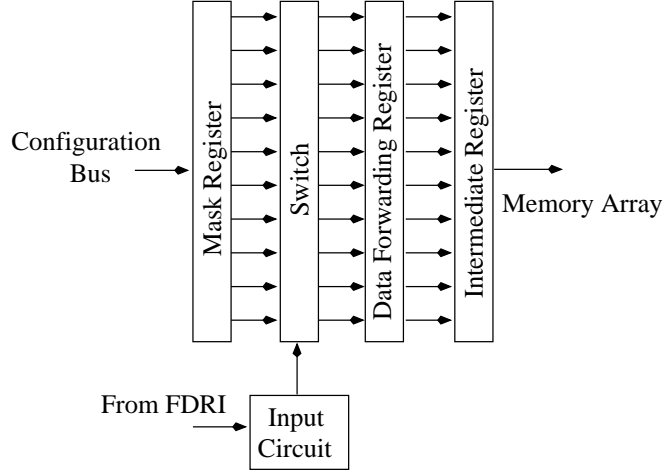 Configuration
Bus
Mask Register
Switch
Data Forwarding Register
Intermediate Register
Memory Array
From FDRI
Input
Circuit